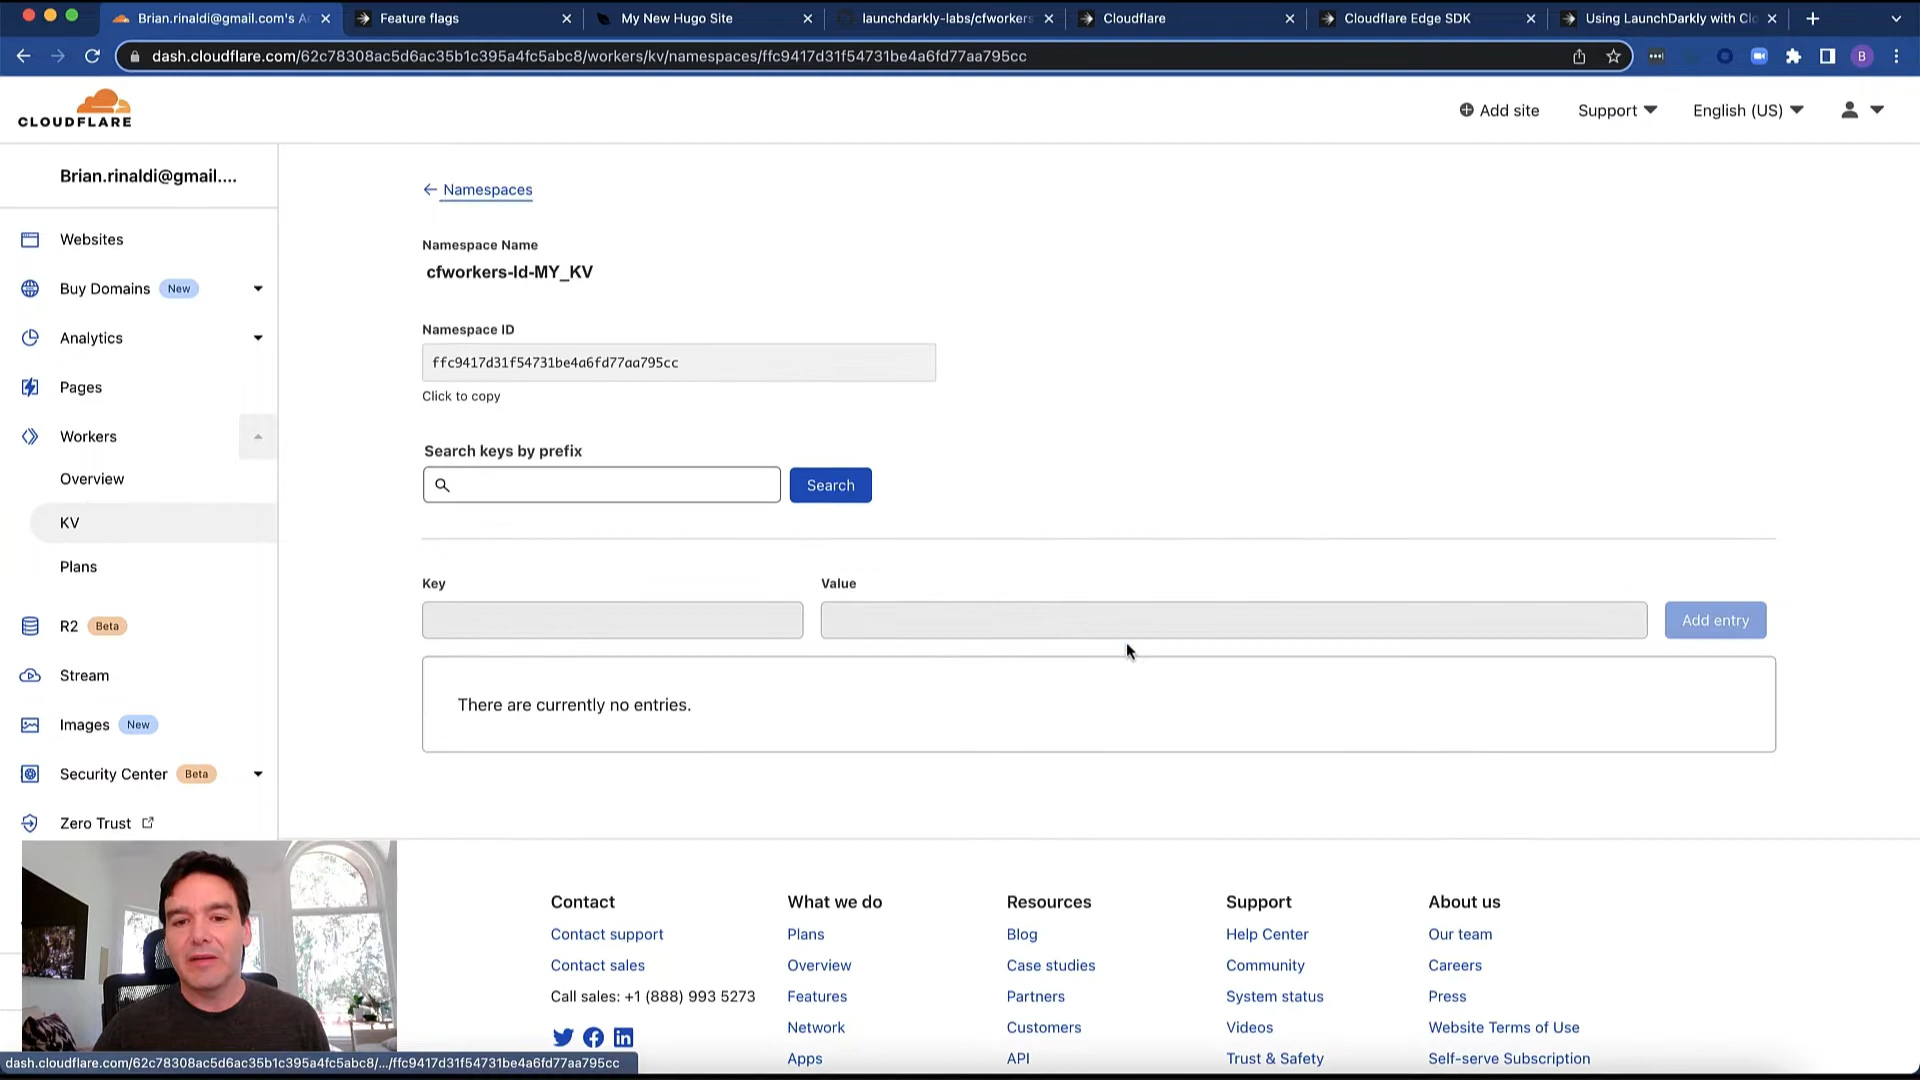 Brian.rinaldi@gmail.com's Ac
Feature flags
My New Hugo Site
launchdarkly-labs/cfworkers
Cloudflare
Cloudflare Edge SDK
Using LaunchDarkly with Clo
dash.cloudflare.com/62c78308ac5d6ac35b1c395a4fc5abc8/workers/kv/namespaces/ffc9417d31f54731be4a6fd77aa795cc
B
CLOUDFLARE
Add site
Support
English (US)
Brian.rinaldi@gmail....
Websites
Buy Domains New
Analytics
Pages
Workers
Overview
KV
Plans
R2 Beta
Stream
Images New
Security Center Beta
Zero Trust
← Namespaces
Namespace Name
cfworkers-ld-MY_KV
Namespace ID
ffc9417d31f54731be4a6fd77aa795cc
Click to copy
Search keys by prefix
Search
Key
Value
Add entry
There are currently no entries.
Contact
Contact support
Contact sales
Call sales: +1 (888) 993 5273
What we do
Plans
Overview
Features
Network
Apps
Resources
Blog
Case studies
Partners
Customers
API
Support
Help Center
Community
System status
Videos
Trust & Safety
About us
Our team
Careers
Press
Website Terms of Use
Self-serve Subscription
dash.cloudflare.com/62c78308ac5d6ac35b1c395a4fc5abc8/.../ffc9417d31f54731be4a6fd77aa795cc